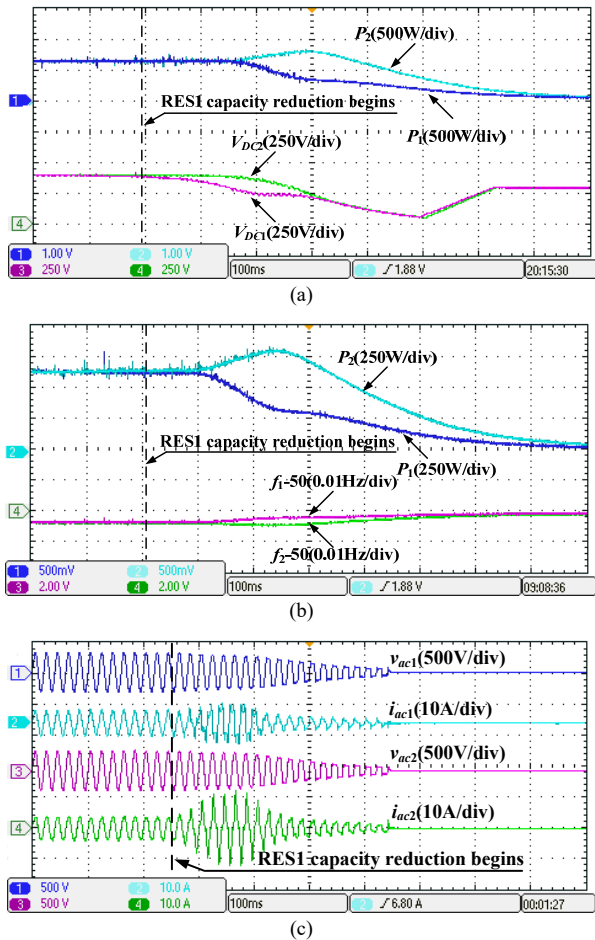 P2(500W/div)
1
RES1 capacity reduction begins
P1(500W/div)
VDC2(250V/div)
4
VDC1(250V/div)
1 1.00 V 2 1.00 V
3 250 V 4 250 V
100ms
2 1.88 V
20:15:30
(a)
P2(250W/div)
2
RES1 capacity reduction begins
P1(250W/div)
4
f1-50(0.01Hz/div)
f2-50(0.01Hz/div)
1 500mV 2 500mV
3 2.00 V 4 2.00 V
100ms
2 1.88 V
09:08:36
(b)
1
vac1(500V/div)
2
iac1(10A/div)
3
vac2(500V/div)
4
iac2(10A/div)
RES1 capacity reduction begins
1 500 V 2 10.0 A
3 500 V 4 10.0 A
100ms
2 6.80 A
00:01:27
(c)